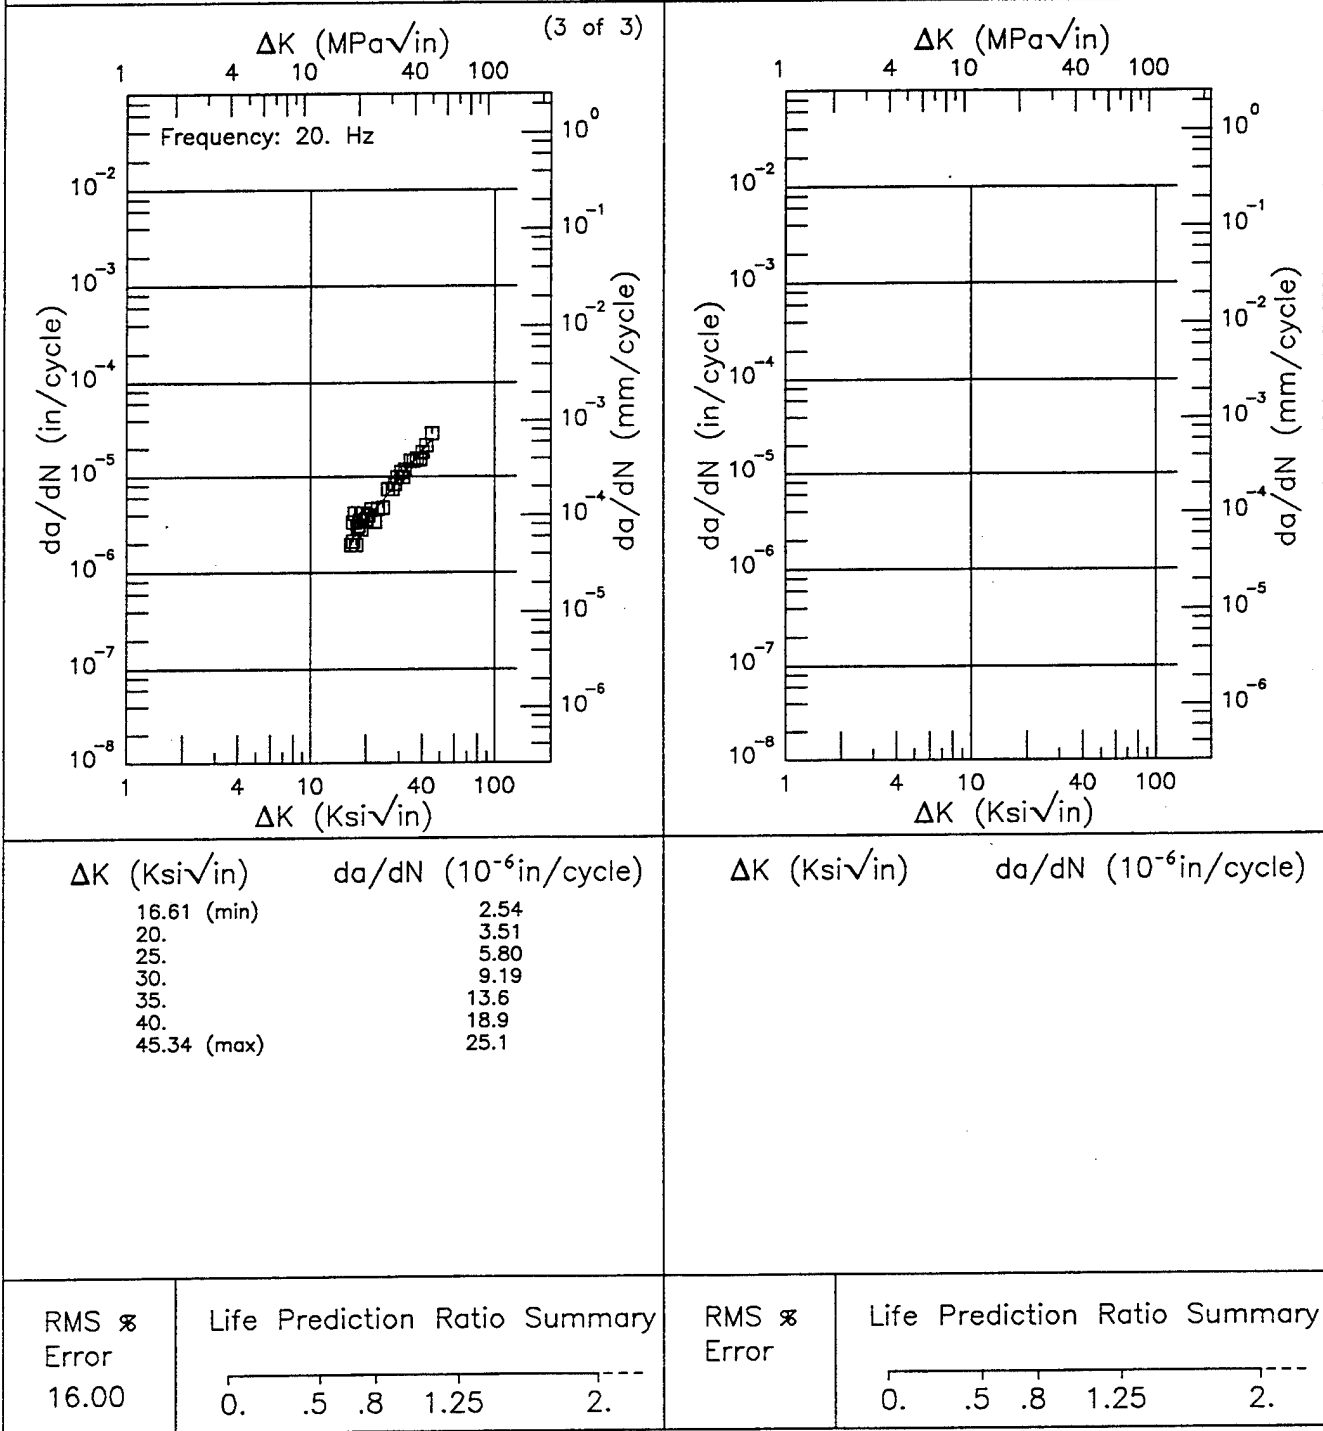 (3 of 3)
ΔK (MPa√in)
1 4 10 40 100
Frequency: 20. Hz
10⁻²
10⁻³
10⁻⁴
10⁻⁵
10⁻⁶
10⁻⁷
10⁻⁸
da/dN (in/cycle)
10⁰
10⁻¹
10⁻²
10⁻³
10⁻⁴
10⁻⁵
10⁻⁶
da/dN (mm/cycle)
1 4 10 40 100
ΔK (Ksi√in)
ΔK (MPa√in)
1 4 10 40 100
10⁻²
10⁻³
10⁻⁴
10⁻⁵
10⁻⁶
10⁻⁷
10⁻⁸
da/dN (in/cycle)
10⁰
10⁻¹
10⁻²
10⁻³
10⁻⁴
10⁻⁵
10⁻⁶
da/dN (mm/cycle)
1 4 10 40 100
ΔK (Ksi√in)
ΔK (Ksi√in) da/dN (10⁻⁶in/cycle)
16.61 (min) 2.54
20. 3.51
25. 5.80
30. 9.19
35. 13.6
40. 18.9
45.34 (max) 25.1
ΔK (Ksi√in) da/dN (10⁻⁶in/cycle)
RMS %
Error
16.00
Life Prediction Ratio Summary
0. .5 .8 1.25 2.
RMS %
Error
Life Prediction Ratio Summary
0. .5 .8 1.25 2.